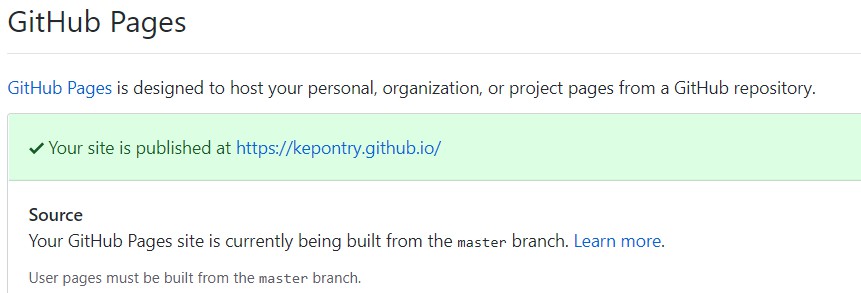 GitHub Pages
GitHub Pages is designed to host your personal, organization, or project pages from a GitHub repository.
✓ Your site is published at https://kepontry.github.io/
Source
Your GitHub Pages site is currently being built from the master branch. Learn more.
User pages must be built from the master branch.